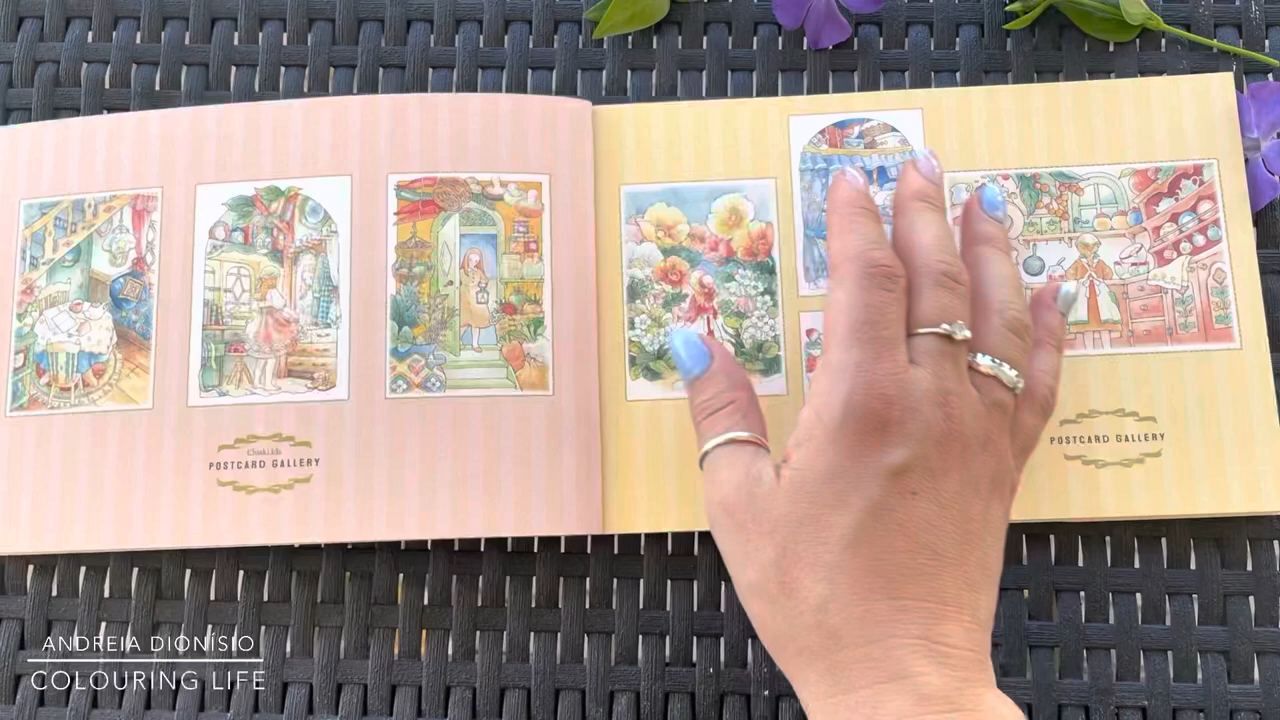 POSTCARD GALLERY
POSTCARD GALLERY
ANDREIA DIONÍSIO
COLOURING LIFE